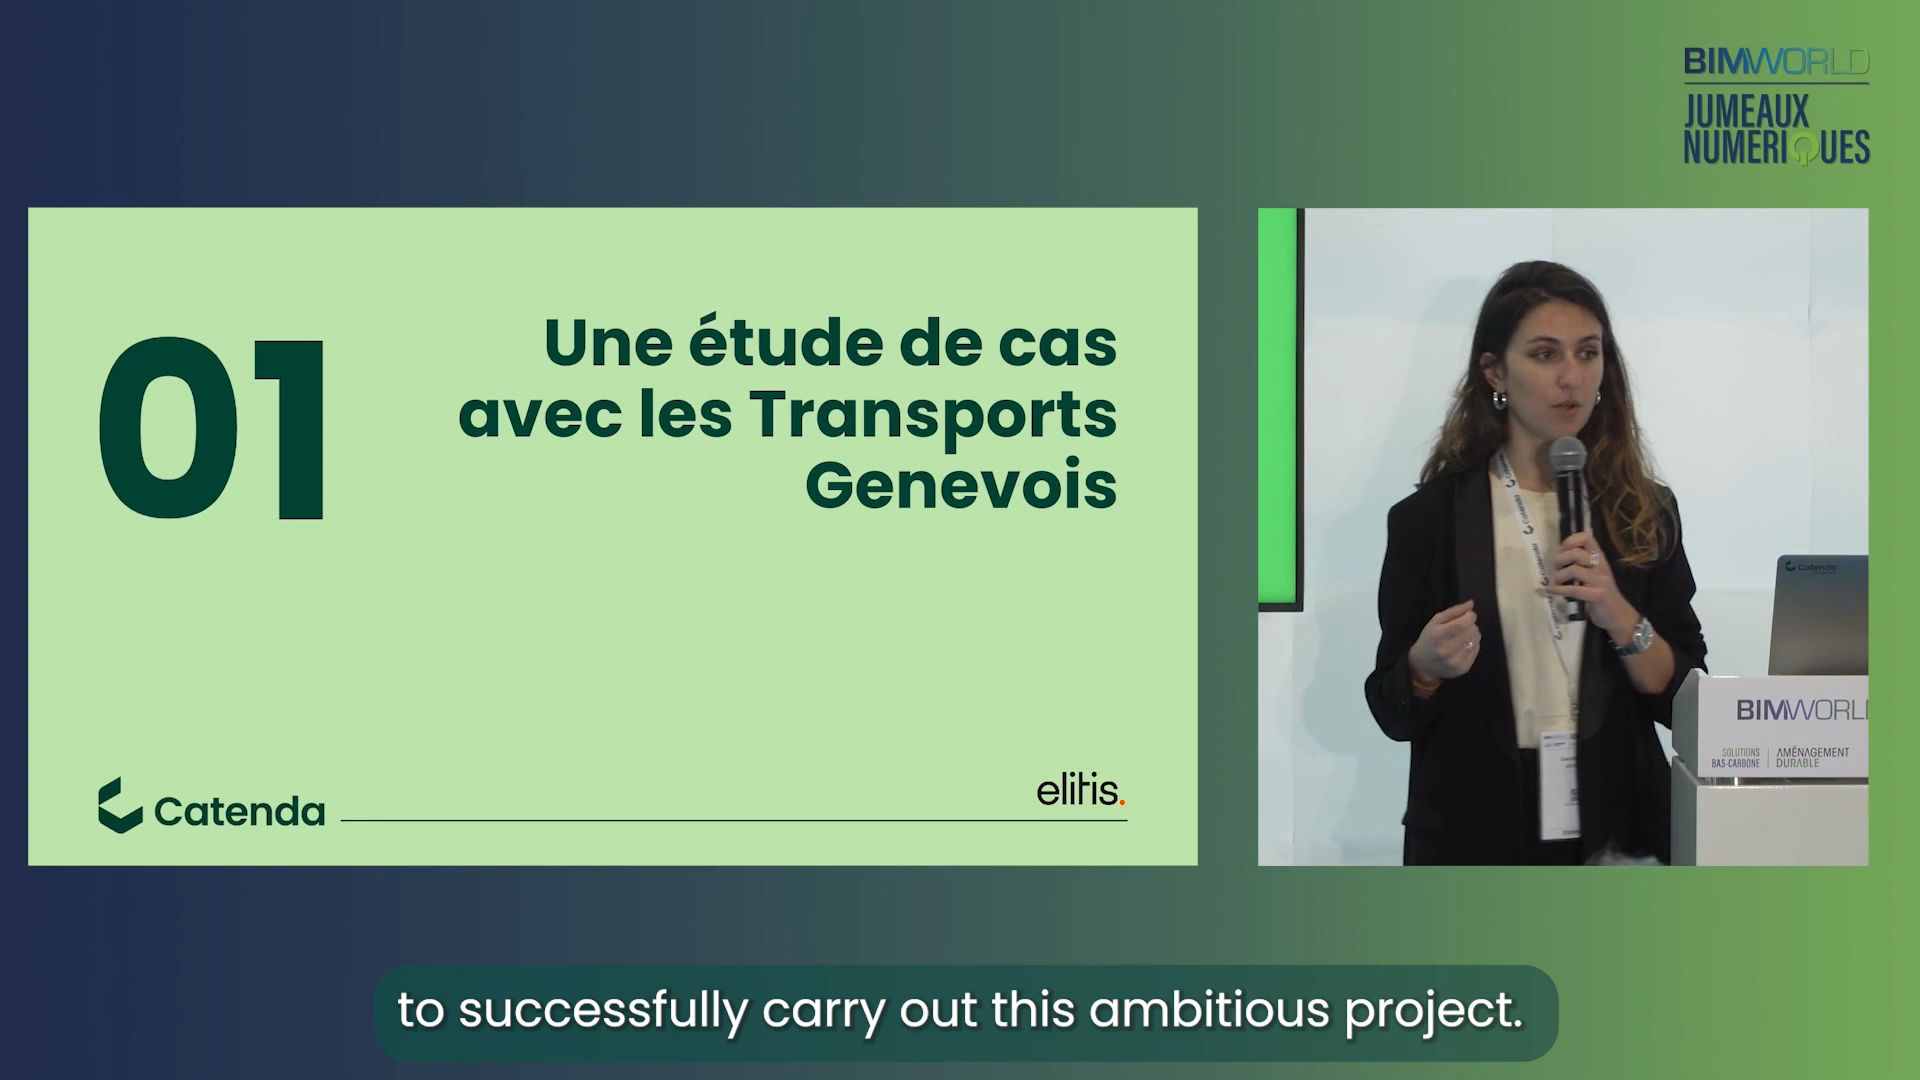 BIMWORLD
JUMEAUX
NUMERIQUES
01
Une étude de cas
avec les Transports
Genevois
Catenda
elitis.
Catenda
BIMWORL
SOLUTIONS
BAS-CARBONE
AMÉNAGEMENT
DURABLE
to successfully carry out this ambitious project.